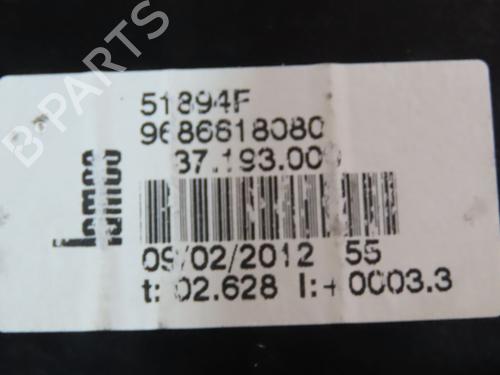 51894F
9686618080
37.193.00
09/02/2012 55
t: 02.628 l:+0003.3
B-PARTS